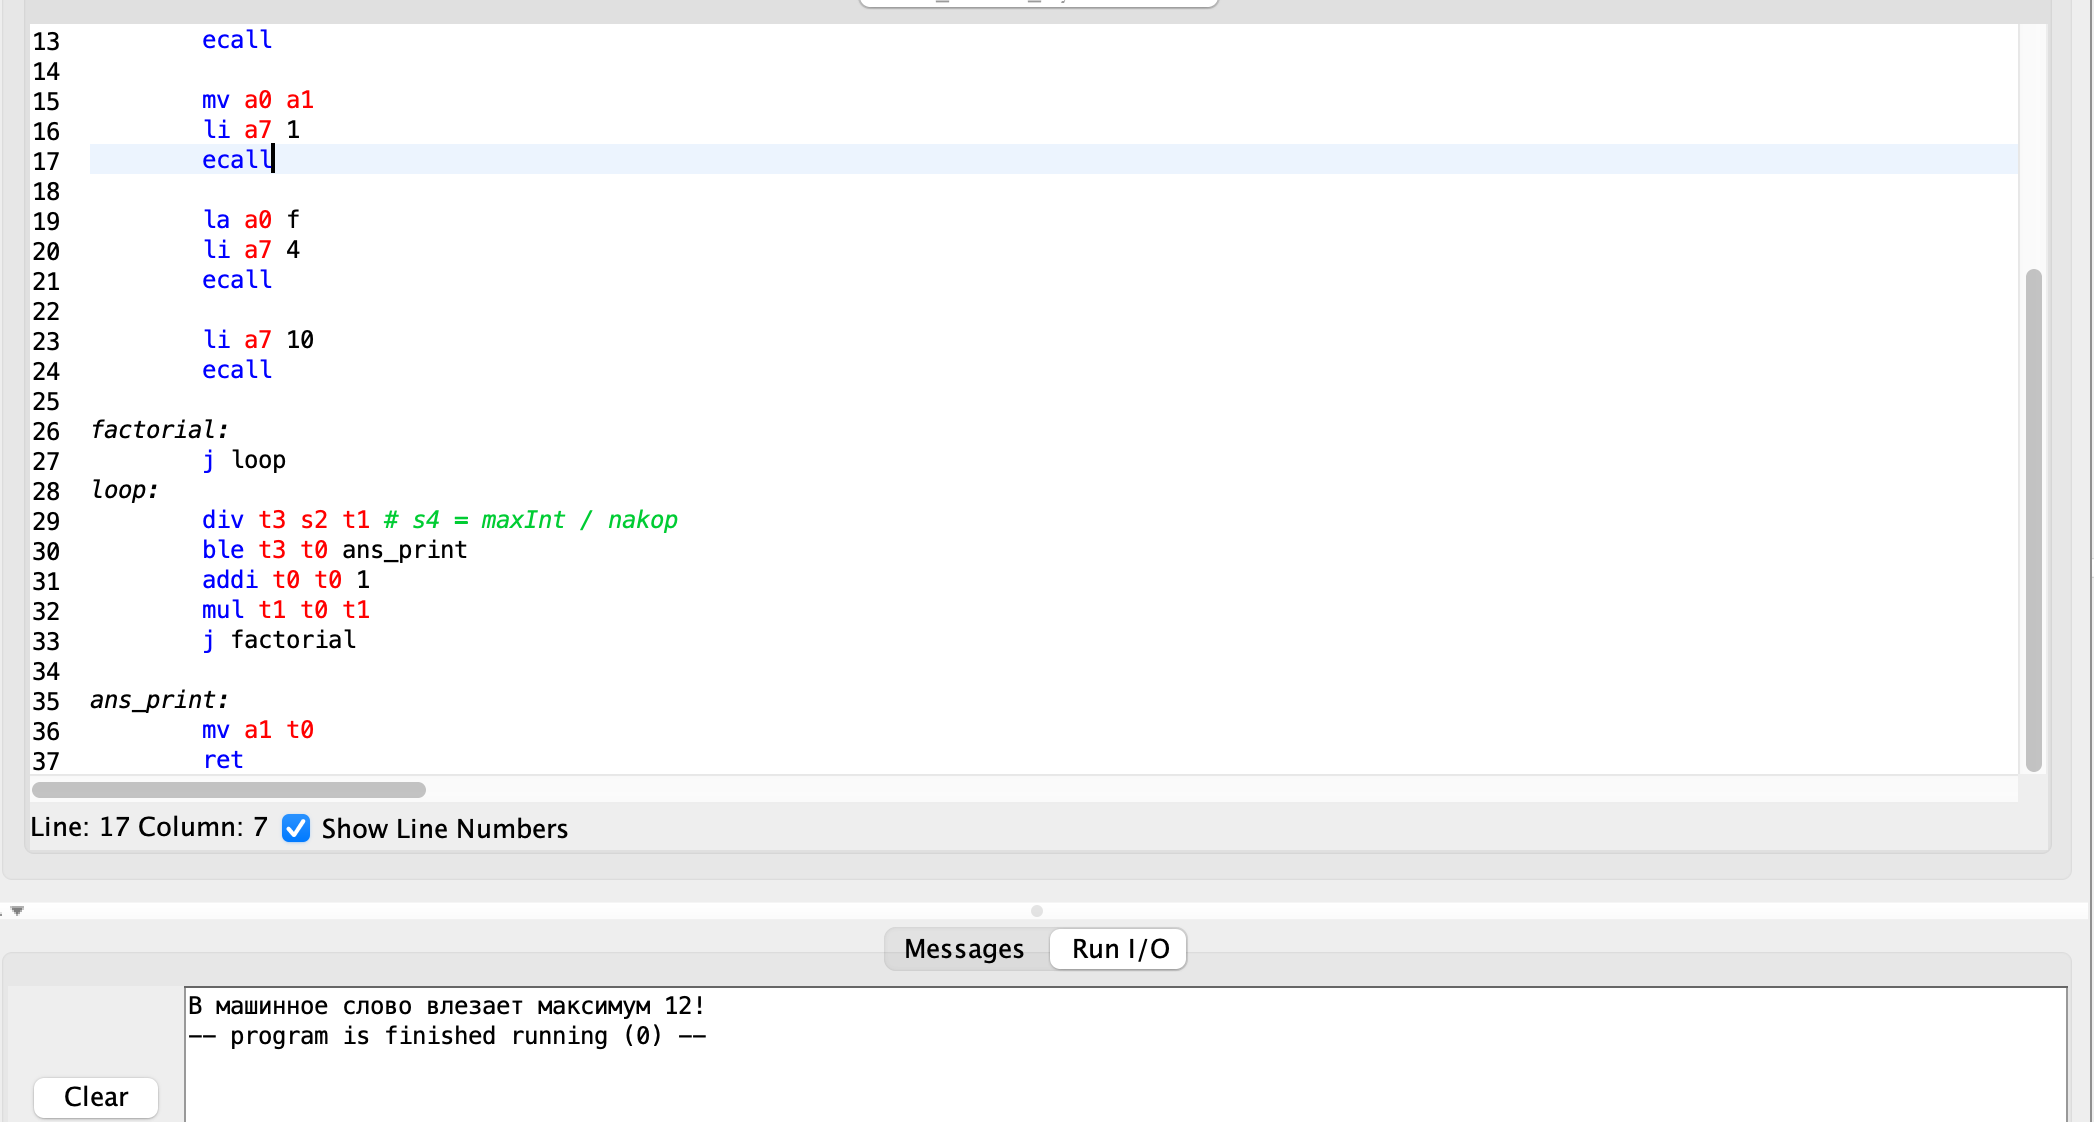 13 ecall
14
15 mv a0 a1
16 li a7 1
17 ecall
18
19 la a0 f
20 li a7 4
21 ecall
22
23 li a7 10
24 ecall
25
26 factorial:
27 j loop
28 loop:
29 div t3 s2 t1 # s4 = maxInt / nakop
30 ble t3 t0 ans_print
31 addi t0 t0 1
32 mul t1 t0 t1
33 j factorial
34
35 ans_print:
36 mv a1 t0
37 ret
Line: 17 Column: 7 Show Line Numbers
Messages Run I/O
В машинное слово влезает максимум 12!
-- program is finished running (0) --
Clear